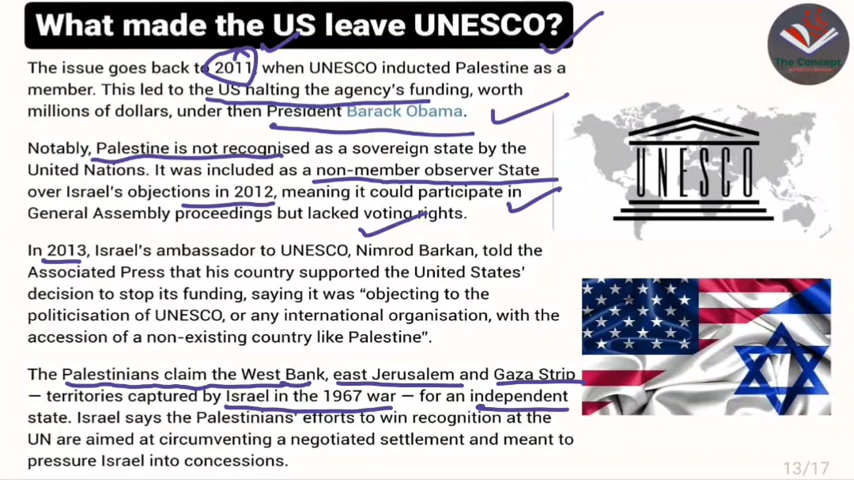 What made the US leave UNESCO?
The Concept
The issue goes back to 2011, when UNESCO inducted Palestine as a
member. This led to the US halting the agency's funding, worth
millions of dollars, under then President Barack Obama.
Notably, Palestine is not recognised as a sovereign state by the
United Nations. It was included as a non-member observer State
over Israel's objections in 2012, meaning it could participate in
General Assembly proceedings but lacked voting rights.
UNESCO
In 2013, Israel's ambassador to UNESCO, Nimrod Barkan, told the
Associated Press that his country supported the United States'
decision to stop its funding, saying it was "objecting to the
politicisation of UNESCO, or any international organisation, with the
accession of a non-existing country like Palestine".
The Palestinians claim the West Bank, east Jerusalem and Gaza Strip
— territories captured by Israel in the 1967 war — for an independent
state. Israel says the Palestinians' efforts to win recognition at the
UN are aimed at circumventing a negotiated settlement and meant to
pressure Israel into concessions.
13/17